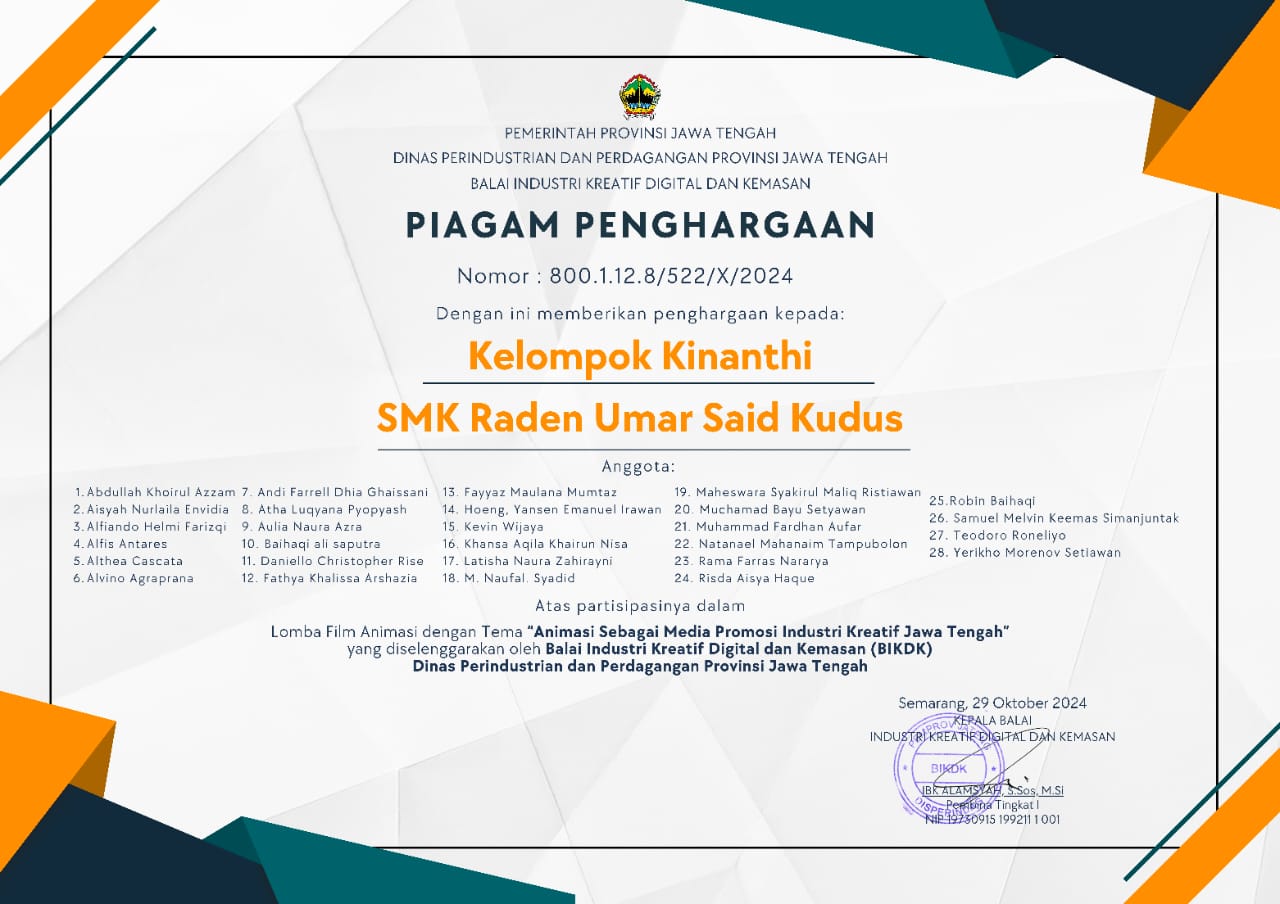 PEMERINTAH PROVINSI JAWA TENGAH
DINAS PERINDUSTRIAN DAN PERDAGANGAN PROVINSI JAWA TENGAH
BALAI INDUSTRI KREATIF DIGITAL DAN KEMASAN
PIAGAM PENGHARGAAN
Nomor : 800.1.12.8/522/X/2024
Dengan ini memberikan penghargaan kepada:
Kelompok Kinanthi
SMK Raden Umar Said Kudus
Anggota:
1. Abdullah Khoirul Azzam
2. Aisyah Nurlaila Envidia
3. Alfiando Helmi Farizqi
4. Alfis Antares
5. Althea Cascata
6. Alvino Agraprana
7. Andi Farrell Dhia Ghaissani
8. Atha Luqyana Pyopyash
9. Aulia Naura Azra
10. Baihaqi ali saputra
11. Daniello Christopher Rise
12. Fathya Khalissa Arshazia
13. Fayyaz Maulana Mumtaz
14. Hoeng, Yansen Emanuel Irawan
15. Kevin Wijaya
16. Khansa Aqila Khairun Nisa
17. Latisha Naura Zahirayni
18. M. Naufal. Syadid
19. Maheswara Syakirul Maliq Ristiawan
20. Muchamad Bayu Setyawan
21. Muhammad Fardhan Aufar
22. Natanael Mahanaim Tampubolon
23. Rama Farras Nararya
24. Risda Aisya Haque
25.Robin Baihaqi
26. Samuel Melvin Keemas Simanjuntak
27. Teodoro Roneliyo
28. Yerikho Morenov Setiawan
Atas partisipasinya dalam
Lomba Film Animasi dengan Tema "Animasi Sebagai Media Promosi Industri Kreatif Jawa Tengah"
yang diselenggarakan oleh Balai Industri Kreatif Digital dan Kemasan (BIKDK)
Dinas Perindustrian dan Perdagangan Provinsi Jawa Tengah
Semarang, 29 Oktober 2024
KEPALA BALAI
INDUSTRI KREATIF DIGITAL DAN KEMASAN
BIKDK
IBK ALAMSYAH, S.Sos, M.Si
Pembina Tingkat I
NIP 19730915 199211 1 001